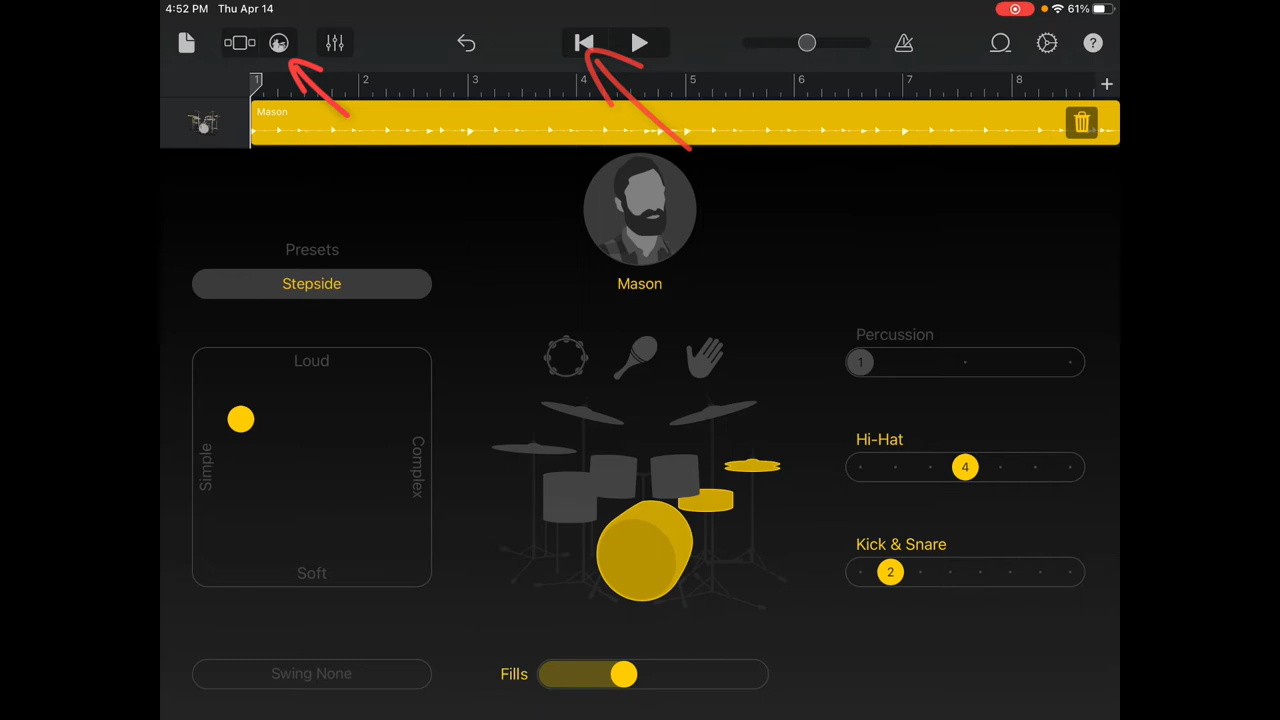 4:52 PM Thu Apr 14
61%
?
1 2 3 4 5 6 7 8 +
Mason
Presets
Stepside
Mason
Loud
Simple
Complex
Soft
Percussion
1
Hi-Hat
4
Kick & Snare
2
Swing None
Fills